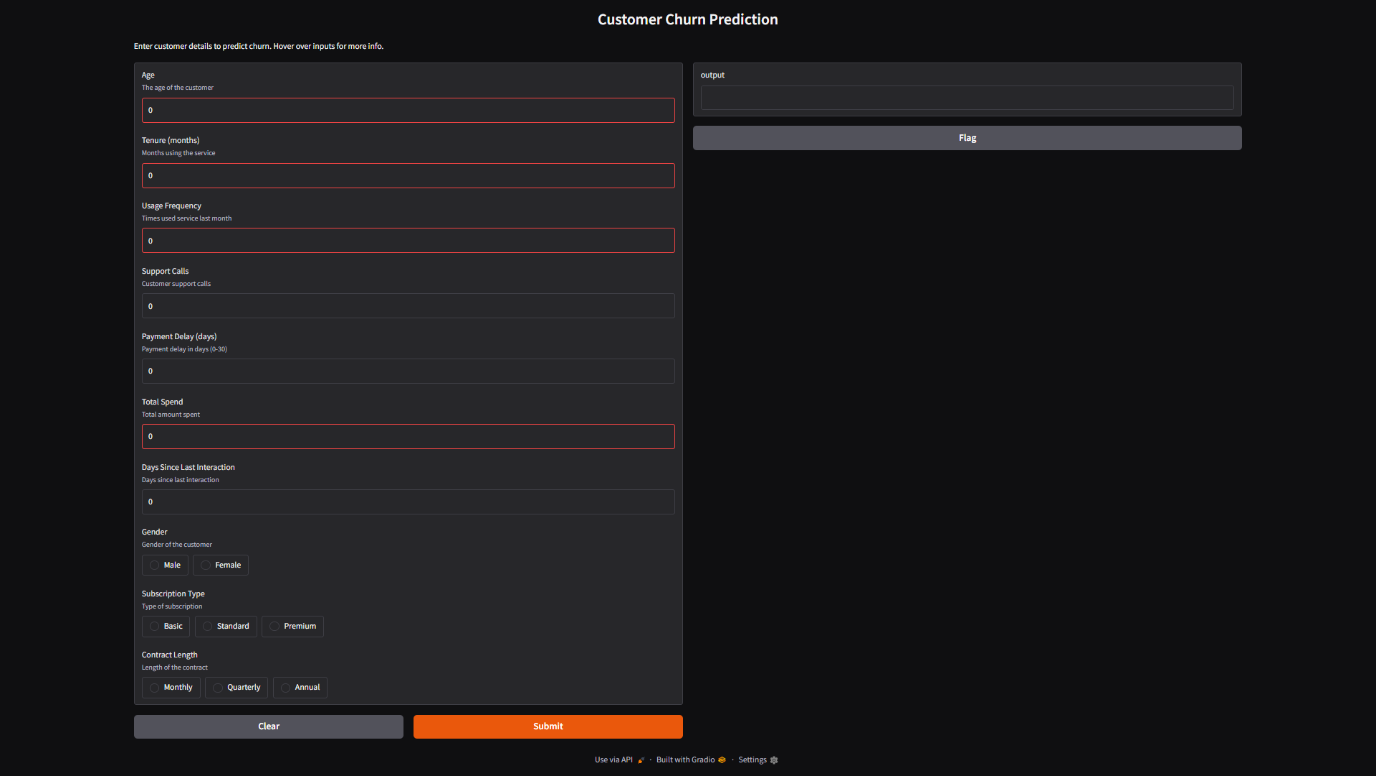 Customer Churn Prediction
Enter customer details to predict churn. Hover over inputs for more info.
Age
The age of the customer
0
Tenure (months)
Months using the service
0
Usage Frequency
Times used service last month
0
Support Calls
Customer support calls
0
Payment Delay (days)
Payment delay in days (0-30)
0
Total Spend
Total amount spent
0
Days Since Last Interaction
Days since last interaction
0
Gender
Gender of the customer
Male Female
Subscription Type
Type of subscription
Basic Standard Premium
Contract Length
Length of the contract
Monthly Quarterly Annual
Clear Submit
output
Flag
Use via API · Built with Gradio · Settings